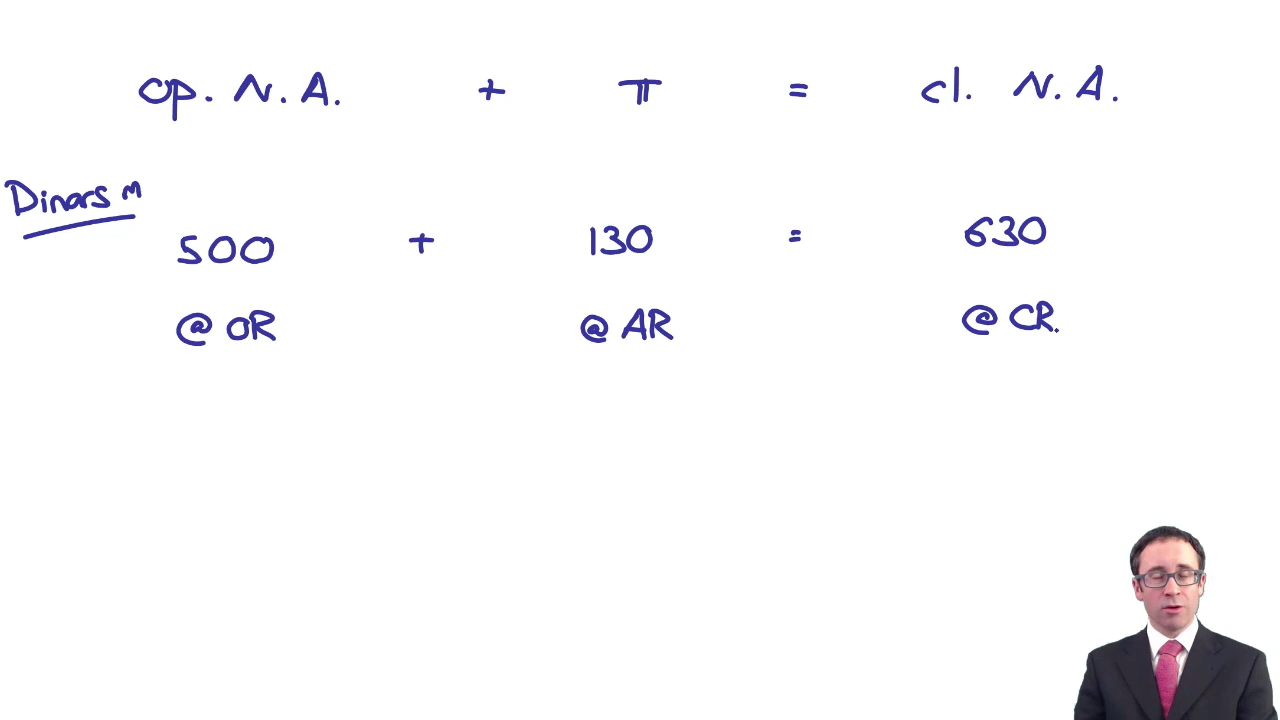 op. N.A. + π = cl. N.A.
Dinars m
500 + 130 = 630
@ OR @ AR @ CR.